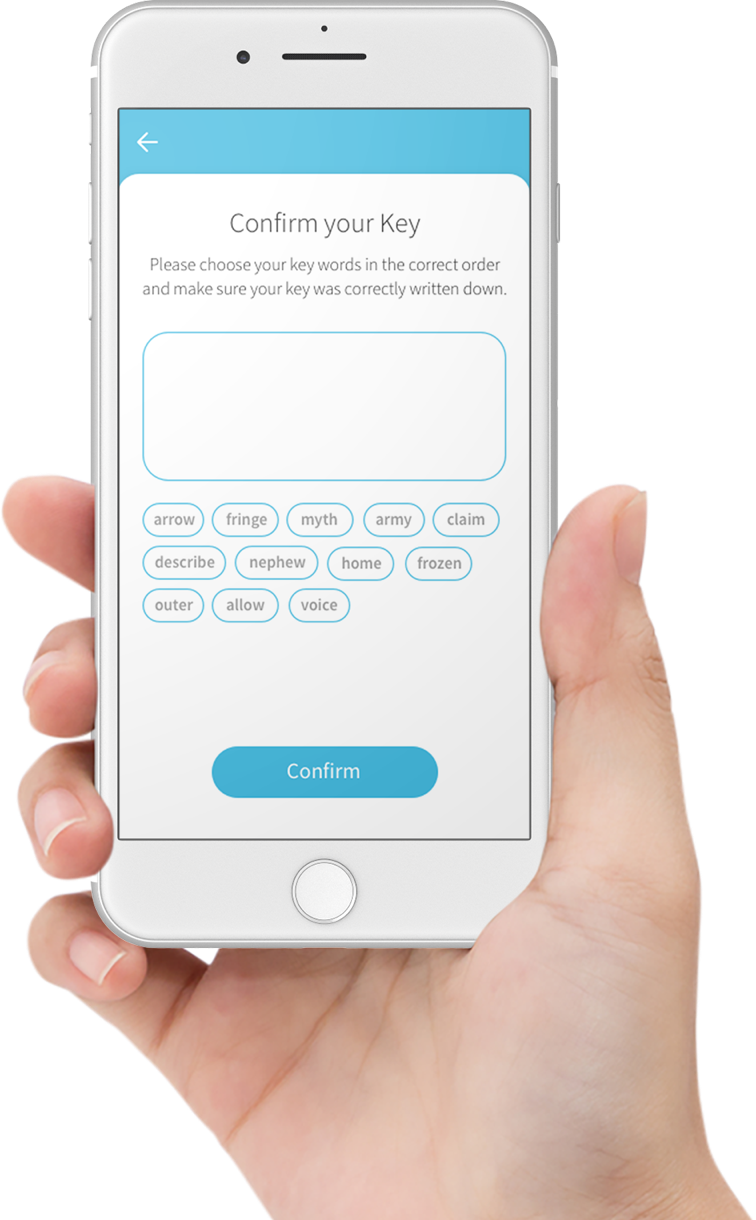 Confirm your Key
Please choose your key words in the correct order
and make sure your key was correctly written down.
arrow fringe myth army claim
describe nephew home frozen
outer allow voice
Confirm